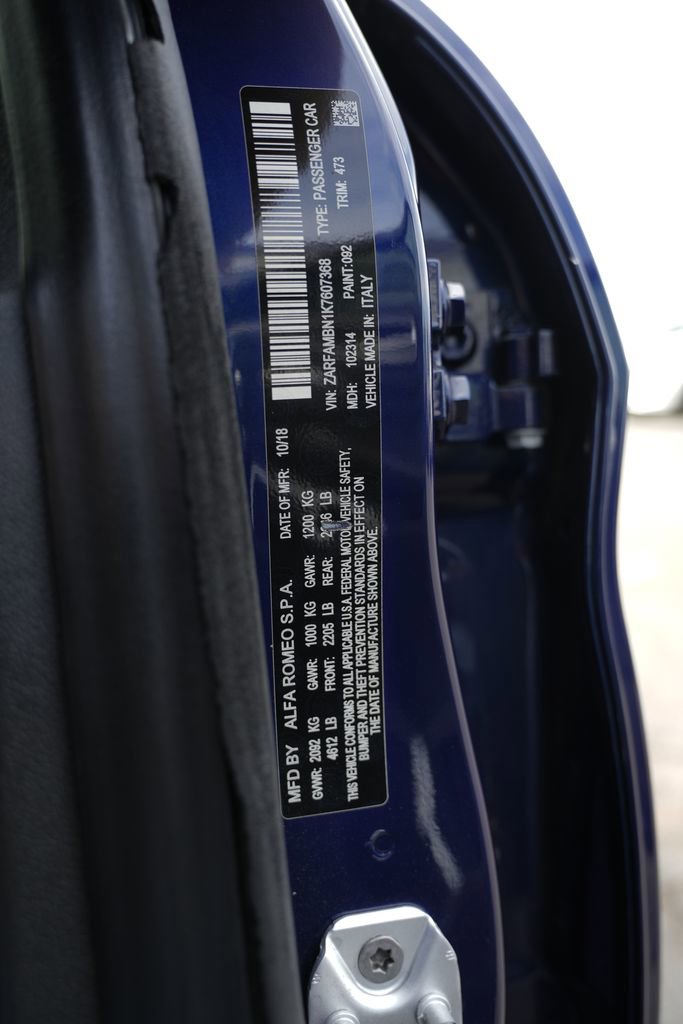 MFD BY ALFA ROMEO S.P.A. DATE OF MFR: 10/18
GVWR: 2092 KG GAWR: 1000 KG GAWR: 1200 KG
4612 LB FRONT: 2205 LB REAR: LB
THIS VEHICLE CONFORMS TO ALL APPLICABLE U.S.A. FEDERAL MOTOR VEHICLE SAFETY,
BUMPER AND THEFT PREVENTION STANDARDS IN EFFECT ON
THE DATE OF MANUFACTURE SHOWN ABOVE.
VIN: ZARFAMBN1K7607368 TYPE: PASSENGER CAR
MDH: 102314 PAINT:092 TRIM: 473
VEHICLE MADE IN: ITALY